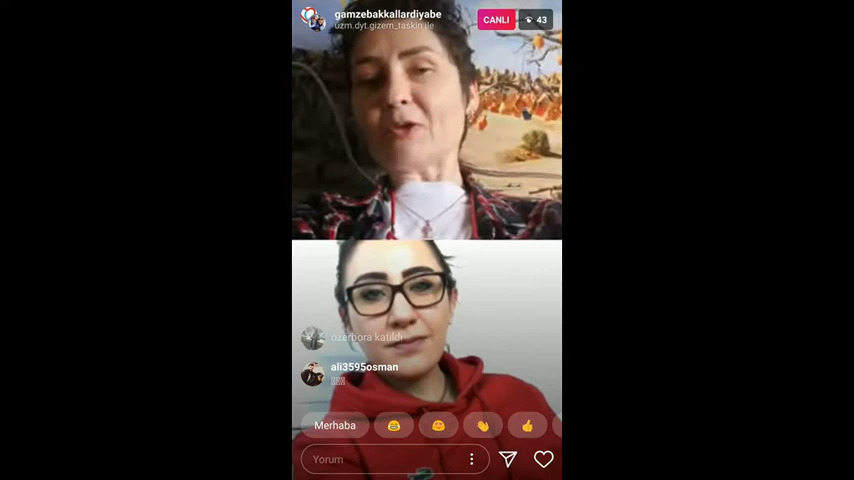 gamzebakkallardiyabe
uzm.dyt.gizem_taskin ile
CANLI
43
ozerbora katıldı
ali3595osman
Merhaba
Yorum